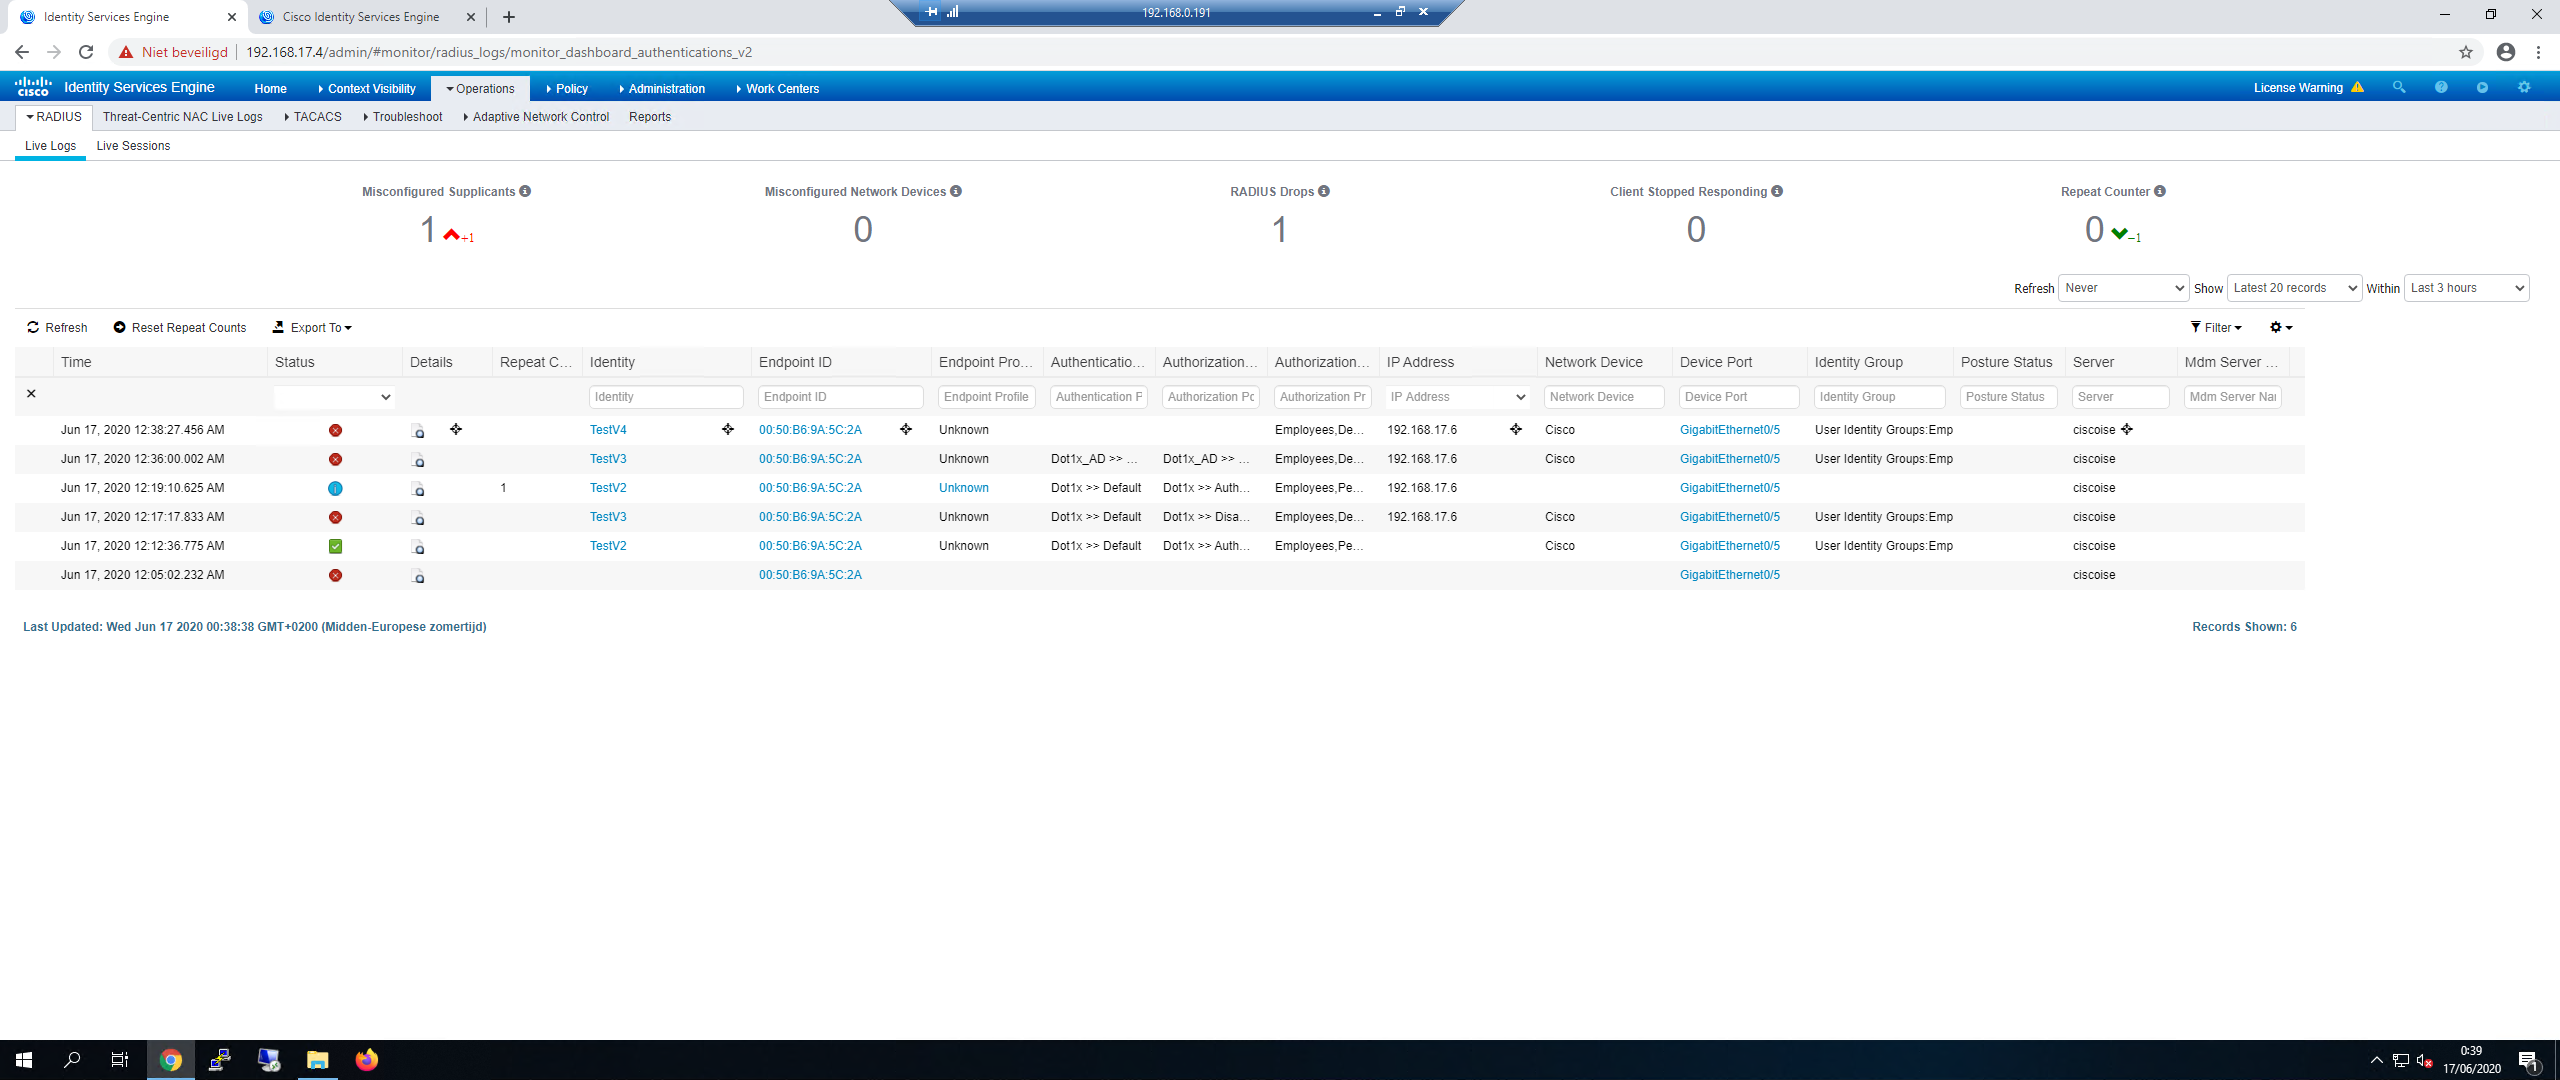 Identity Services Engine
Cisco Identity Services Engine
192.168.0.191
Niet beveiligd 192.168.17.4/admin/#monitor/radius_logs/monitor_dashboard_authentications_v2
cisco Identity Services Engine Home Context Visibility Operations Policy Administration Work Centers License Warning
RADIUS Threat-Centric NAC Live Logs TACACS Troubleshoot Adaptive Network Control Reports
Live Logs Live Sessions
Misconfigured Supplicants Misconfigured Network Devices RADIUS Drops Client Stopped Responding Repeat Counter
1 +1 0 1 0 0 −1
Refresh Never Show Latest 20 records Within Last 3 hours
Refresh Reset Repeat Counts Export To Filter
Time Status Details Repeat C... Identity Endpoint ID Endpoint Pro... Authenticatio... Authorization... Authorization... IP Address Network Device Device Port Identity Group Posture Status Server Mdm Server ...
Identity Endpoint ID Endpoint Profile Authentication P Authorization Po Authorization Pr IP Address Network Device Device Port Identity Group Posture Status Server Mdm Server Nar
Jun 17, 2020 12:38:27.456 AM TestV4 00:50:B6:9A:5C:2A Unknown Employees,De... 192.168.17.6 Cisco GigabitEthernet0/5 User Identity Groups:Emp ciscoise
Jun 17, 2020 12:36:00.002 AM TestV3 00:50:B6:9A:5C:2A Unknown Dot1x_AD >> ... Dot1x_AD >> ... Employees,De... 192.168.17.6 Cisco GigabitEthernet0/5 User Identity Groups:Emp ciscoise
Jun 17, 2020 12:19:10.625 AM 1 TestV2 00:50:B6:9A:5C:2A Unknown Dot1x >> Default Dot1x >> Auth... Employees,Pe... 192.168.17.6 GigabitEthernet0/5 ciscoise
Jun 17, 2020 12:17:17.833 AM TestV3 00:50:B6:9A:5C:2A Unknown Dot1x >> Default Dot1x >> Disa... Employees,De... 192.168.17.6 Cisco GigabitEthernet0/5 User Identity Groups:Emp ciscoise
Jun 17, 2020 12:12:36.775 AM TestV2 00:50:B6:9A:5C:2A Unknown Dot1x >> Default Dot1x >> Auth... Employees,Pe... Cisco GigabitEthernet0/5 User Identity Groups:Emp ciscoise
Jun 17, 2020 12:05:02.232 AM 00:50:B6:9A:5C:2A GigabitEthernet0/5 ciscoise
Last Updated: Wed Jun 17 2020 00:38:38 GMT+0200 (Midden-Europese zomertijd) Records Shown: 6
0:39
17/06/2020
1